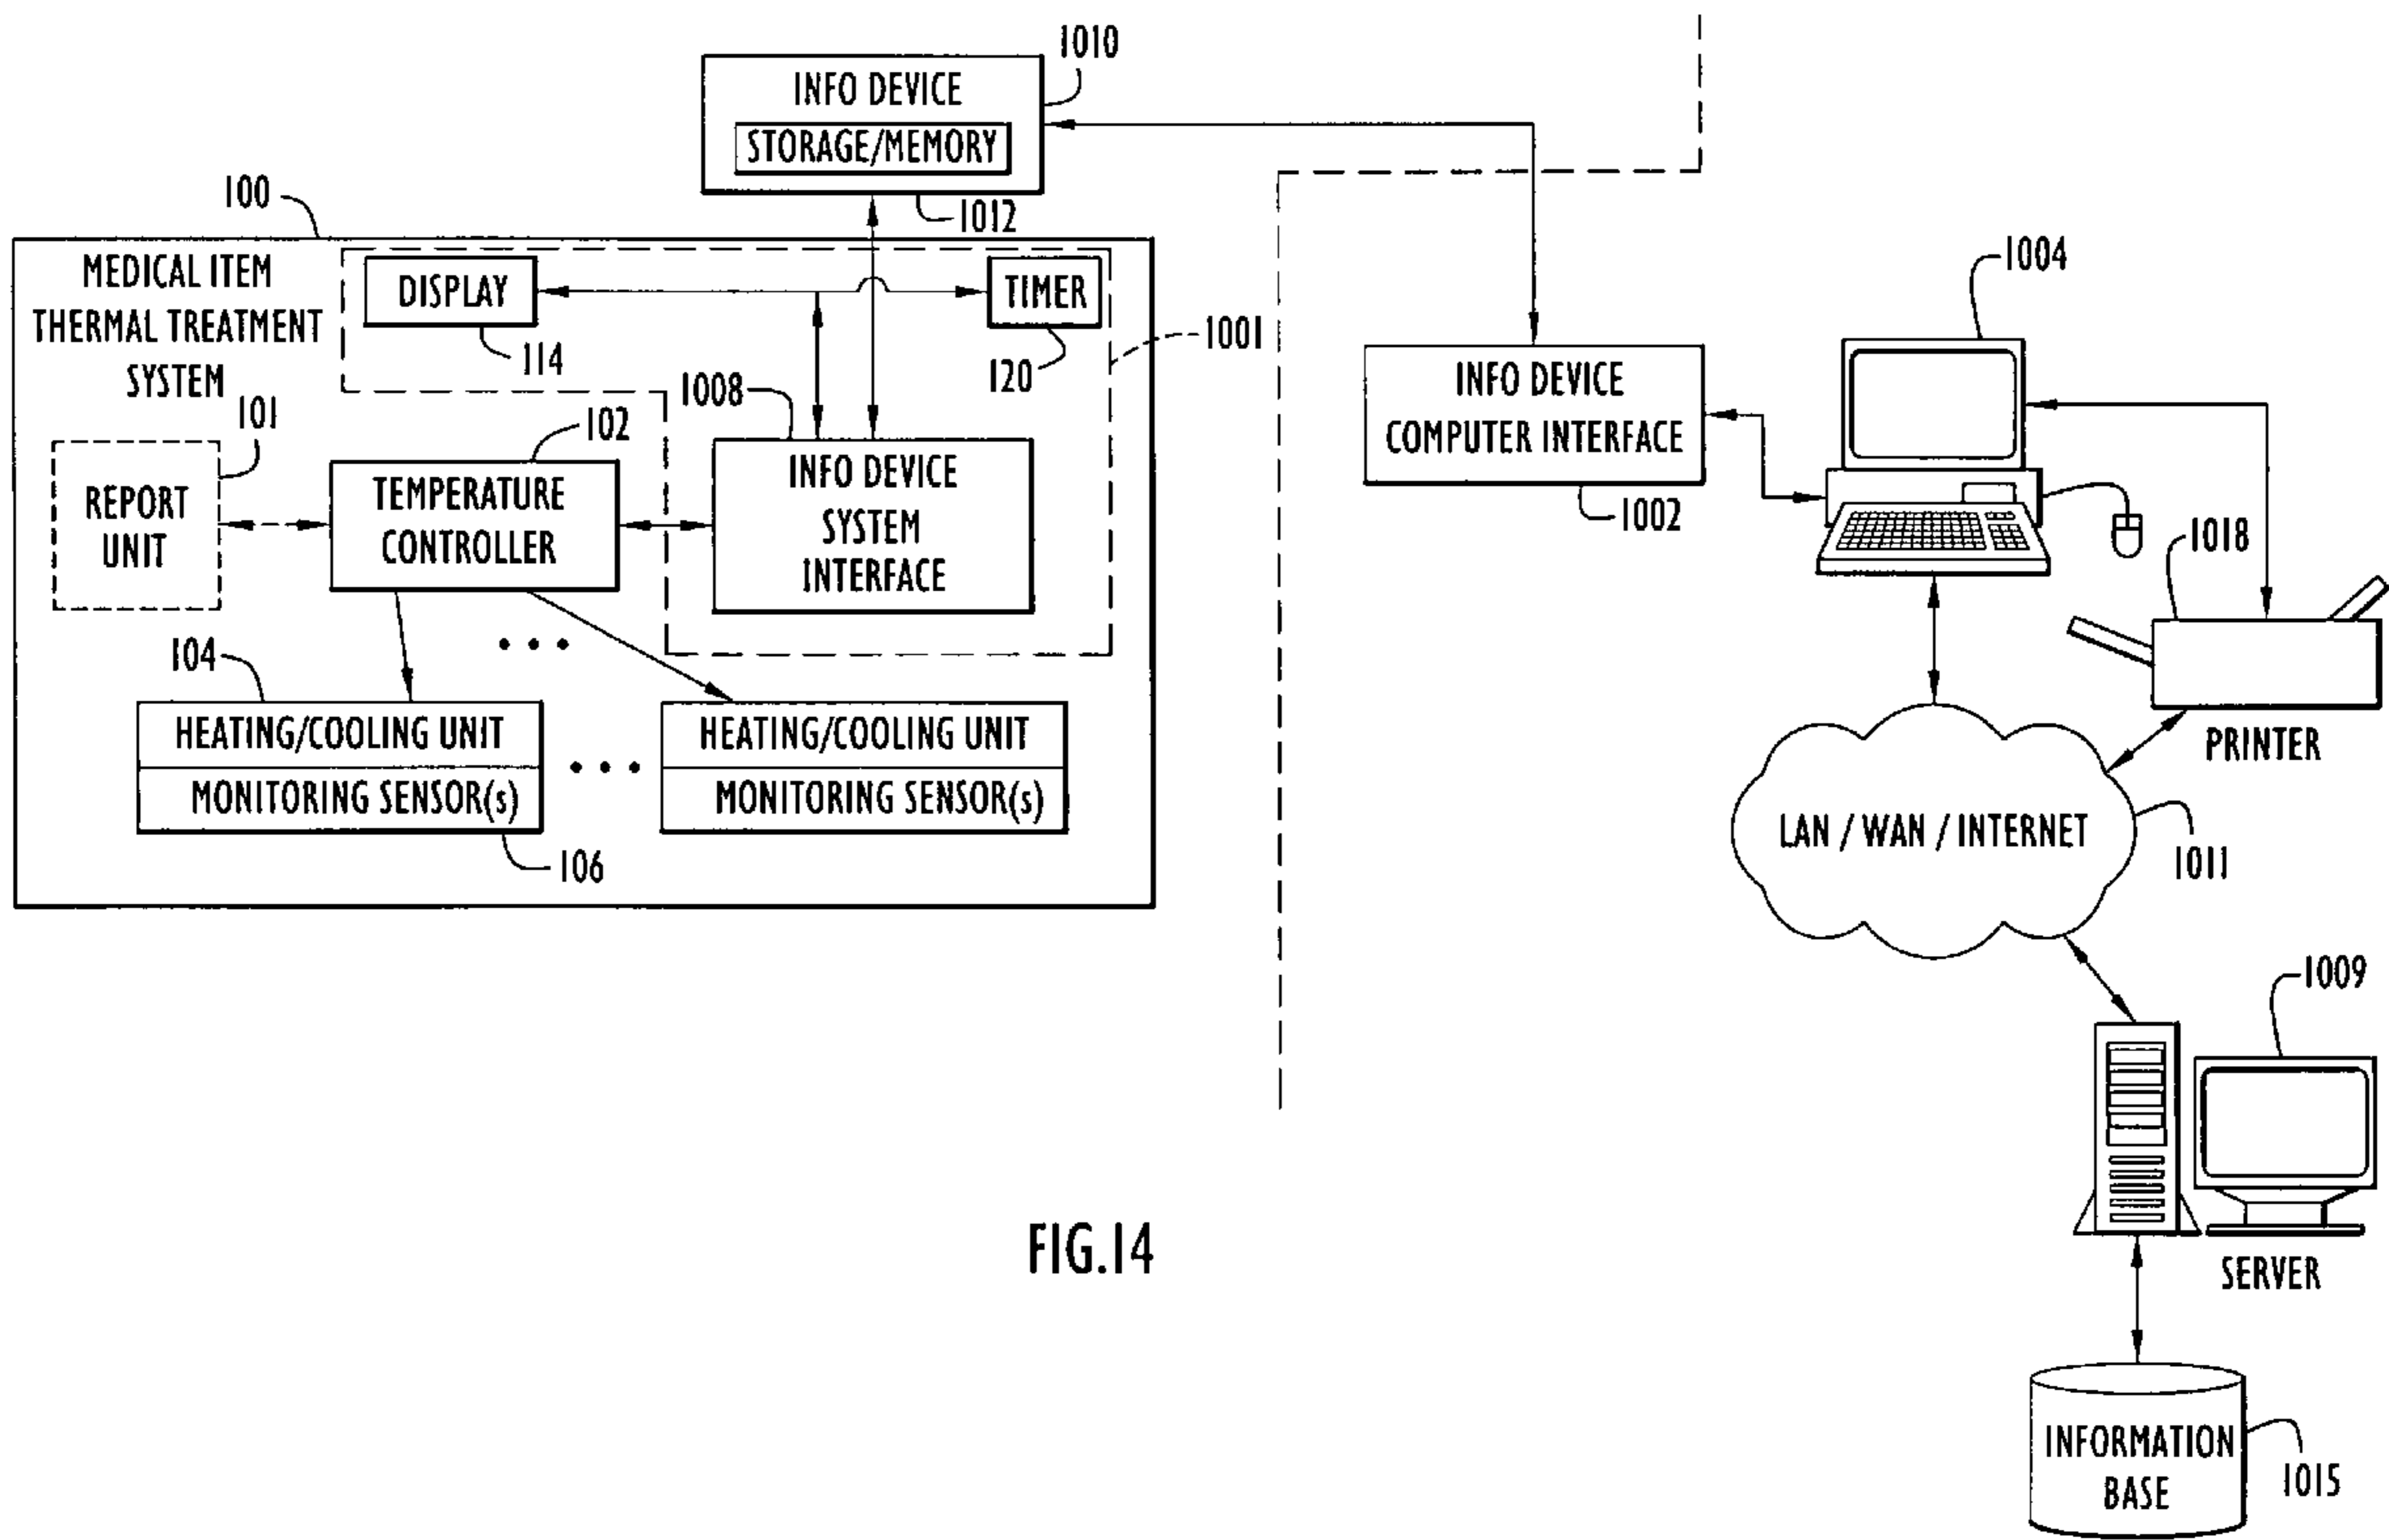 1010
INFO DEVICE
STORAGE/MEMORY
1012
100
MEDICAL ITEM
THERMAL TREATMENT
SYSTEM
DISPLAY
114
TIMER
120
1001
101
REPORT
UNIT
102
TEMPERATURE
CONTROLLER
1008
INFO DEVICE
SYSTEM
INTERFACE
104
HEATING/COOLING UNIT
MONITORING SENSOR(s)
106
HEATING/COOLING UNIT
MONITORING SENSOR(s)
INFO DEVICE
COMPUTER INTERFACE
1002
1004
1018
PRINTER
LAN / WAN / INTERNET
1011
1009
SERVER
INFORMATION
BASE
1015
FIG.14